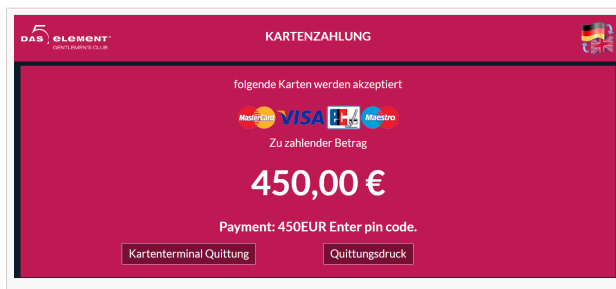 DAS 5 ELEMENT
GENTLEMEN'S CLUB
KARTENZAHLUNG
folgende Karten werden akzeptiert
MasterCard VISA EC Maestro
Zu zahlender Betrag
450,00 €
Payment: 450EUR Enter pin code.
Kartenterminal Quittung Quittungsdruck